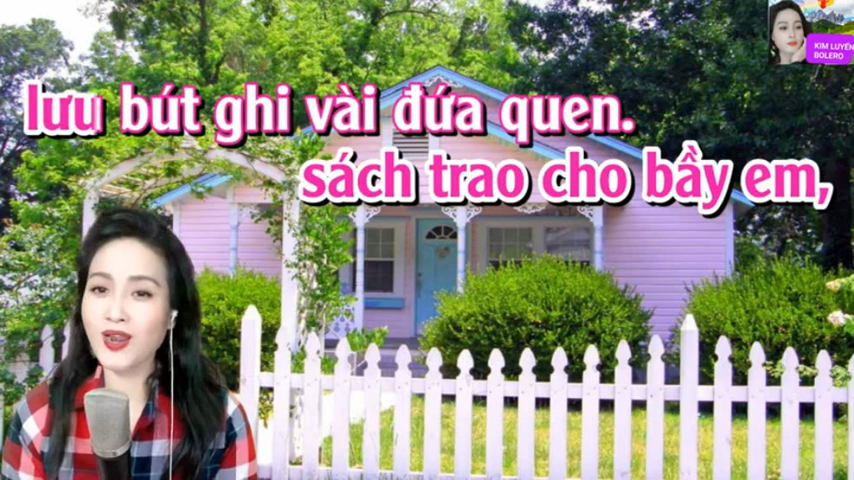 lưu bút ghi vài đứa quen.
sách trao cho bầy em,
KIM LUYẾN
BOLERO